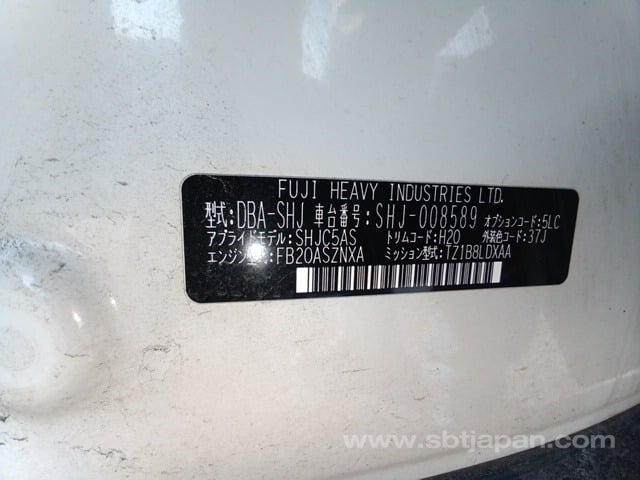 FUJI HEAVY INDUSTRIES LTD.
型式:DBA-SHJ 車台番号:SHJ-008589 オプションコード:5LC
アプライドモデル:SHJC5AS トリムコード:H20 外装色コード:37J
エンジン型式:FB20ASZNXA ミッション型式:TZ1B8LDXAA
www.sbtjapan.com